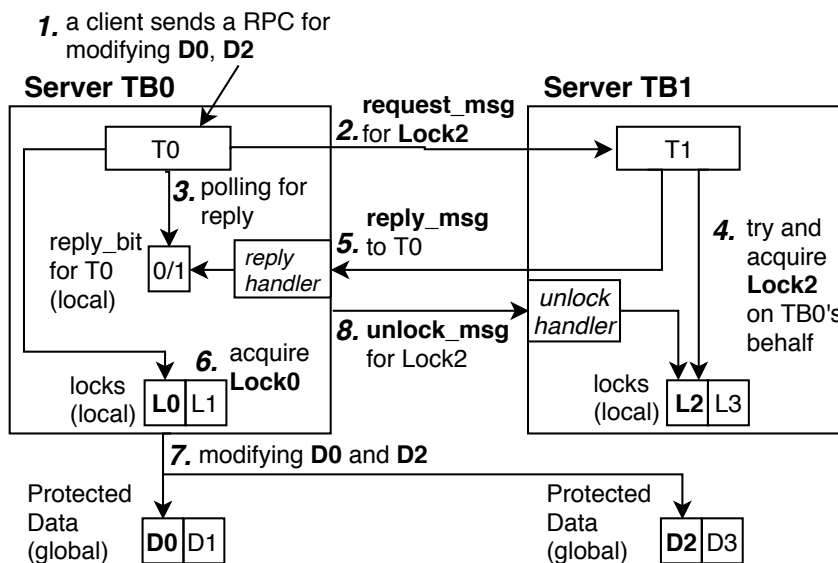 1. a client sends a RPC for
modifying D0, D2
Server TB0
Server TB1
T0
2. request_msg
for Lock2
T1
3. polling for
reply
reply_bit
for T0
(local)
0/1
reply
handler
5. reply_msg
to T0
4. try and
acquire
Lock2
on TB0's
behalf
unlock
handler
8. unlock_msg
for Lock2
6. acquire
Lock0
locks
(local)
L0 L1
locks
(local)
L2 L3
7. modifying D0 and D2
Protected
Data
(global)
D0 D1
Protected
Data
(global)
D2 D3